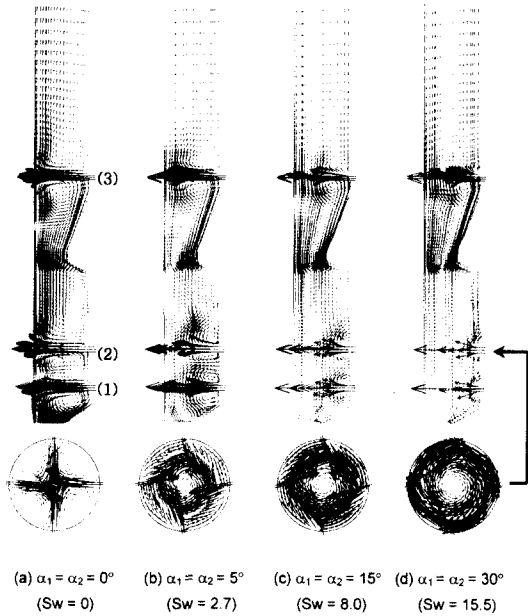 (3)
(2)
(1)
(a) α1 = α2 = 0° (b) α1 = α2 = 5° (c) α1 = α2 = 15° (d) α1 = α2 = 30°
(Sw = 0) (Sw = 2.7) (Sw = 8.0) (Sw = 15.5)